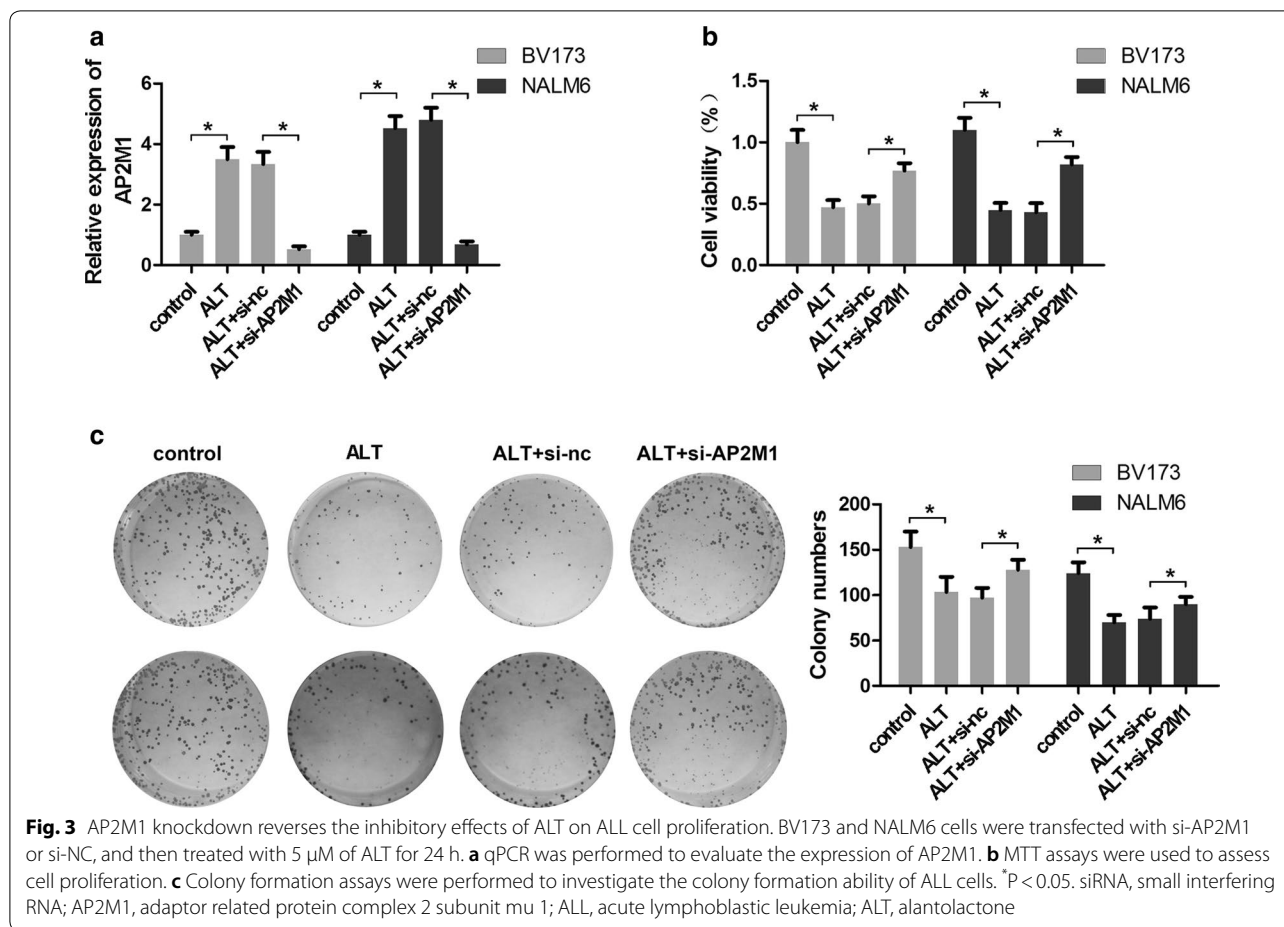 a
BV173
NALM6
Relative expression of
AP2M1
6
4
2
0
*
*
*
*
control
ALT
ALT+si-nc
ALT+si-AP2M1
control
ALT
ALT+si-nc
ALT+si-AP2M1
b
BV173
NALM6
Cell viability (%)
1.5
1.0
0.5
0.0
*
*
*
*
control
ALT
ALT+si-nc
ALT+si-AP2M1
control
ALT
ALT+si-nc
ALT+si-AP2M1
c
control
ALT
ALT+si-nc
ALT+si-AP2M1
BV173
NALM6
Colony numbers
200
150
100
50
0
*
*
*
*
control
ALT
ALT+si-nc
ALT+si-AP2M1
control
ALT
ALT+si-nc
ALT+si-AP2M1
Fig. 3 AP2M1 knockdown reverses the inhibitory effects of ALT on ALL cell proliferation. BV173 and NALM6 cells were transfected with si-AP2M1
or si-NC, and then treated with 5 μM of ALT for 24 h. a qPCR was performed to evaluate the expression of AP2M1. b MTT assays were used to assess
cell proliferation. c Colony formation assays were performed to investigate the colony formation ability of ALL cells. *P < 0.05. siRNA, small interfering
RNA; AP2M1, adaptor related protein complex 2 subunit mu 1; ALL, acute lymphoblastic leukemia; ALT, alantolactone